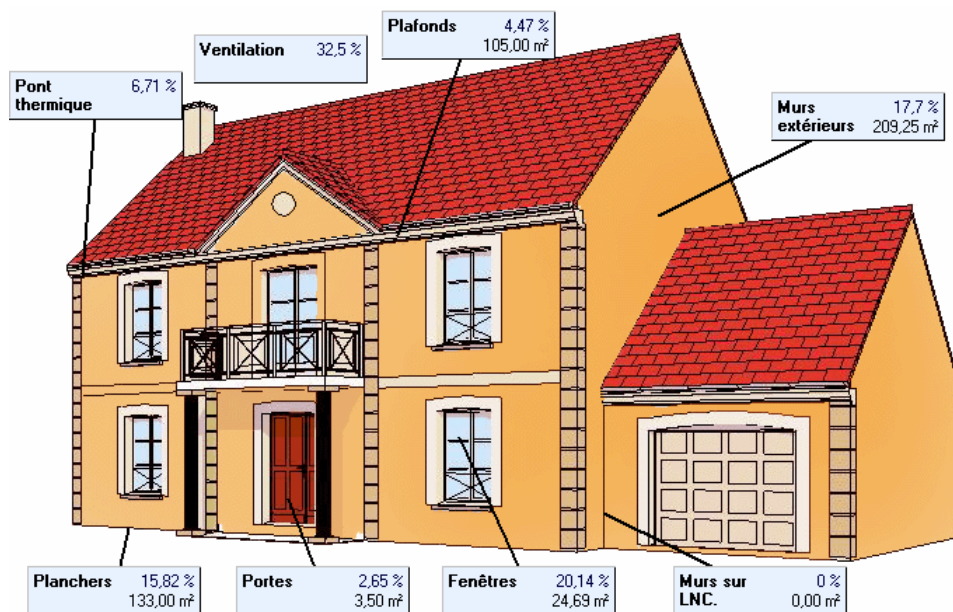 Plafonds 4,47 %
105,00 m²
Ventilation 32,5 %
Pont 6,71 %
thermique
Murs 17,7 %
extérieurs 209,25 m²
Planchers 15,82 %
133,00 m²
Portes 2,65 %
3,50 m²
Fenêtres 20,14 %
24,69 m²
Murs sur 0 %
LNC. 0,00 m²